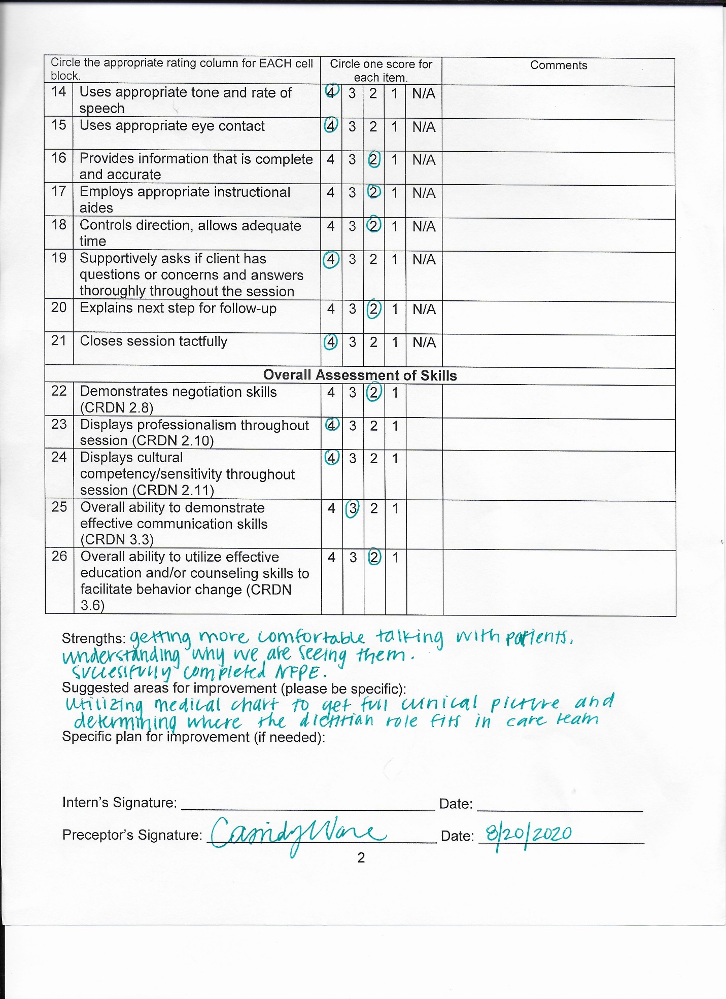 Circle the appropriate rating column for EACH cell Circle one score for Comments
block. each item.
14 Uses appropriate tone and rate of 4 3 2 1 N/A
speech
15 Uses appropriate eye contact 4 3 2 1 N/A
16 Provides information that is complete 4 3 2 1 N/A
and accurate
17 Employs appropriate instructional 4 3 2 1 N/A
aides
18 Controls direction, allows adequate 4 3 2 1 N/A
time
19 Supportively asks if client has 4 3 2 1 N/A
questions or concerns and answers
thoroughly throughout the session
20 Explains next step for follow-up 4 3 2 1 N/A
21 Closes session tactfully 4 3 2 1 N/A
Overall Assessment of Skills
22 Demonstrates negotiation skills 4 3 2 1
(CRDN 2.8)
23 Displays professionalism throughout 4 3 2 1
session (CRDN 2.10)
24 Displays cultural 4 3 2 1
competency/sensitivity throughout
session (CRDN 2.11)
25 Overall ability to demonstrate 4 3 2 1
effective communication skills
(CRDN 3.3)
26 Overall ability to utilize effective 4 3 2 1
education and/or counseling skills to
facilitate behavior change (CRDN
3.6)
Strengths: getting more comfortable talking with patients.
understanding why we are seeing them.
successfully completed NFPE.
Suggested areas for improvement (please be specific):
utilizing medical chart to get full clinical picture and
determining where the dietitian role fits in care team
Specific plan for improvement (if needed):
Intern's Signature: Date:
Preceptor's Signature: Date: 8/20/2020
2